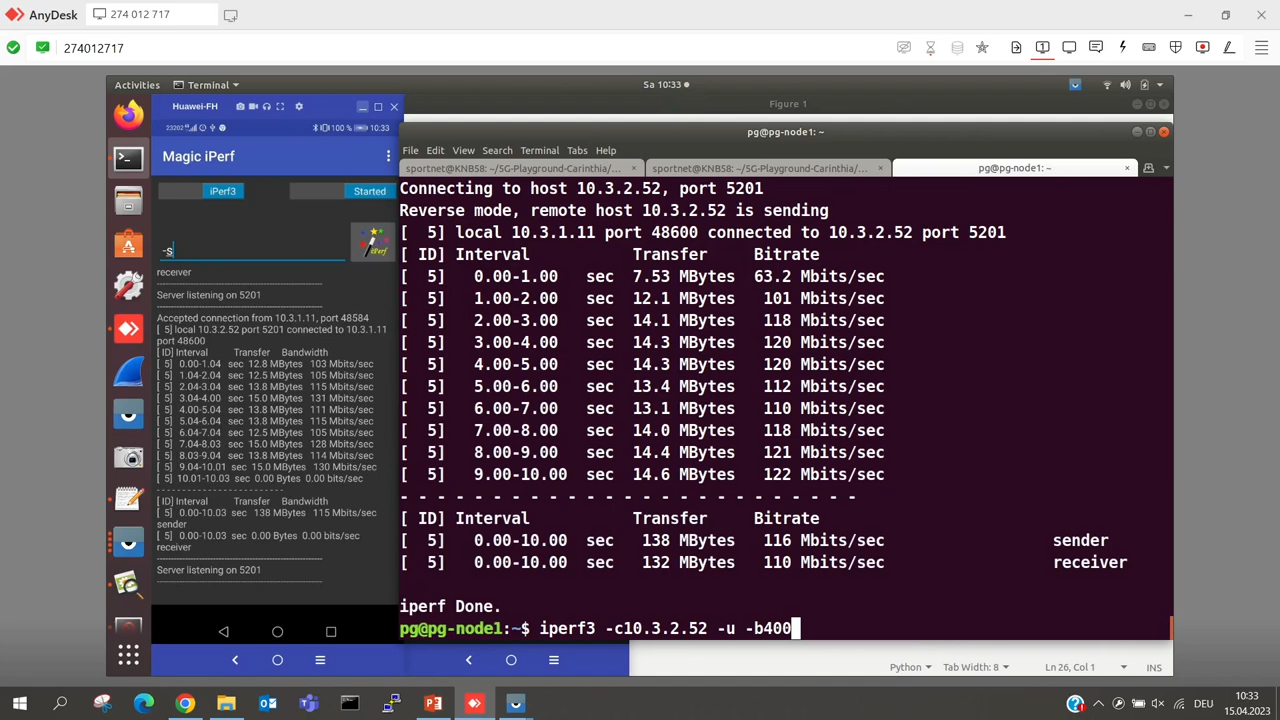 AnyDesk
274 012 717
274012717
Activities
Terminal
Sa 10:33
Huawei-FH
Figure 1
100 %
10:33
pg@pg-node1: ~
File Edit View Search Terminal Tabs Help
Magic iPerf
sportnet@KNB58: ~/5G-Playground-Carinthia/...
sportnet@KNB58: ~/5G-Playground-Carinthia/...
pg@pg-node1: ~
iPerf3
Started
-s
iPerf
receiver
-----------------------------------------------------------
Server listening on 5201
-----------------------------------------------------------
Accepted connection from 10.3.1.11, port 48584
[ 5] local 10.3.2.52 port 5201 connected to 10.3.1.11
port 48600
[ ID] Interval Transfer Bandwidth
[ 5] 0.00-1.04 sec 12.8 MBytes 103 Mbits/sec
[ 5] 1.04-2.04 sec 12.5 MBytes 105 Mbits/sec
[ 5] 2.04-3.04 sec 13.8 MBytes 115 Mbits/sec
[ 5] 3.04-4.00 sec 15.0 MBytes 131 Mbits/sec
[ 5] 4.00-5.04 sec 13.8 MBytes 111 Mbits/sec
[ 5] 5.04-6.04 sec 13.8 MBytes 115 Mbits/sec
[ 5] 6.04-7.04 sec 12.5 MBytes 105 Mbits/sec
[ 5] 7.04-8.03 sec 15.0 MBytes 128 Mbits/sec
[ 5] 8.03-9.04 sec 13.8 MBytes 114 Mbits/sec
[ 5] 9.04-10.01 sec 15.0 MBytes 130 Mbits/sec
[ 5] 10.01-10.03 sec 0.00 Bytes 0.00 bits/sec
- - - - - - - - - - - - - - - - - - - - - - - - -
[ ID] Interval Transfer Bandwidth
[ 5] 0.00-10.03 sec 138 MBytes 115 Mbits/sec
sender
[ 5] 0.00-10.03 sec 0.00 Bytes 0.00 bits/sec
receiver
-----------------------------------------------------------
Server listening on 5201
-----------------------------------------------------------
Connecting to host 10.3.2.52, port 5201
Reverse mode, remote host 10.3.2.52 is sending
[ 5] local 10.3.1.11 port 48600 connected to 10.3.2.52 port 5201
[ ID] Interval Transfer Bitrate
[ 5] 0.00-1.00 sec 7.53 MBytes 63.2 Mbits/sec
[ 5] 1.00-2.00 sec 12.1 MBytes 101 Mbits/sec
[ 5] 2.00-3.00 sec 14.1 MBytes 118 Mbits/sec
[ 5] 3.00-4.00 sec 14.3 MBytes 120 Mbits/sec
[ 5] 4.00-5.00 sec 14.3 MBytes 120 Mbits/sec
[ 5] 5.00-6.00 sec 13.4 MBytes 112 Mbits/sec
[ 5] 6.00-7.00 sec 13.1 MBytes 110 Mbits/sec
[ 5] 7.00-8.00 sec 14.0 MBytes 118 Mbits/sec
[ 5] 8.00-9.00 sec 14.4 MBytes 121 Mbits/sec
[ 5] 9.00-10.00 sec 14.6 MBytes 122 Mbits/sec
- - - - - - - - - - - - - - - - - - - - - - - - -
[ ID] Interval Transfer Bitrate
[ 5] 0.00-10.00 sec 138 MBytes 116 Mbits/sec sender
[ 5] 0.00-10.00 sec 132 MBytes 110 Mbits/sec receiver
iperf Done.
pg@pg-node1:~$ iperf3 -c10.3.2.52 -u -b400
Python
Tab Width: 8
Ln 26, Col 1
INS
DEU
10:33
15.04.2023